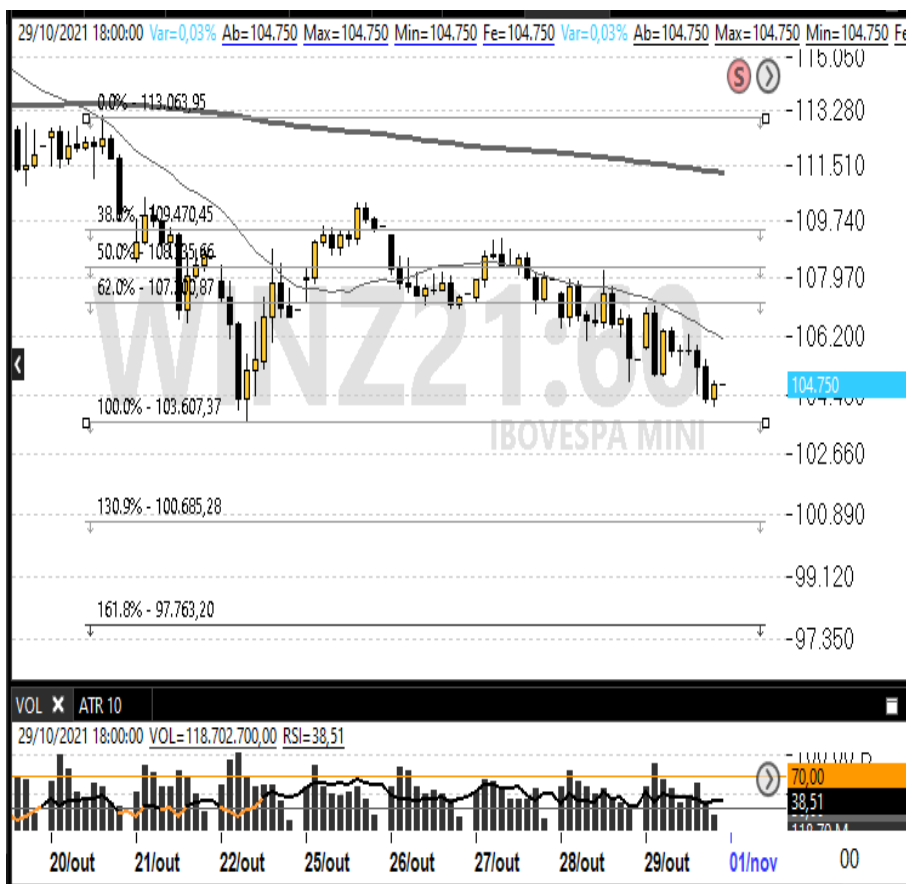 29/10/2021 18:00:00 Var=0,03% Ab=104.750 Max=104.750 Min=104.750 Fe=104.750 Var=0,03% Ab=104.750 Max=104.750 Min=104.750
115.050
S
0.0% - 113.063,95
113.280
111.510
109.470,45
109.740
50.0%
107.970
62.0%
WINZ21:60
106.200
104.750
100.0% - 103.607,37
IBOVESPA MINI
102.660
130.9% - 100.685,28
100.890
99.120
161.8% - 97.763,20
97.350
VOL X ATR 10
29/10/2021 18:00:00 VOL=118.702.700,00 RSI=38,51
70,00
38,51
20/out 21/out 22/out 25/out 26/out 27/out 28/out 29/out 01/nov 00